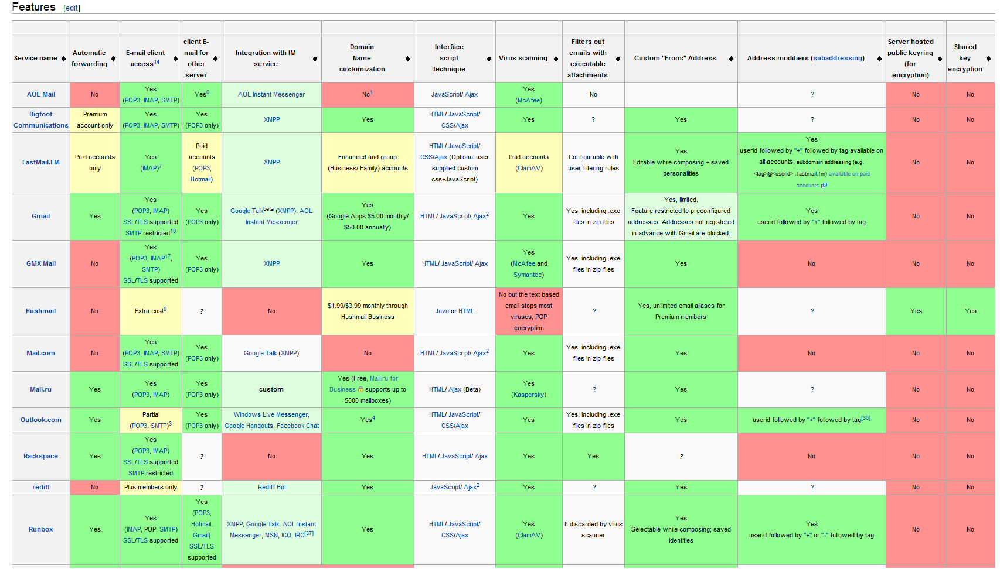 Features [edit]
Service name
Automatic
forwarding
E-mail client
access14
client E-
mail for
other
server
Integration with IM
service
Domain
Name
customization
Interface
script
technique
Virus scanning
Filters out
emails with
executable
attachments
Custom "From:" Address
Address modifiers (subaddressing)
Server hosted
public keyring
(for
encryption)
Shared
key
encryption
AOL Mail
No
Yes
(POP3, IMAP, SMTP)
Yes0
AOL Instant Messenger
No1
JavaScript/ Ajax
Yes
(McAfee)
No
?
No
No
Bigfoot
Communications
Premium
account only
Yes
(POP3, IMAP, SMTP)
Yes
(POP3 only)
XMPP
Yes
HTML/ JavaScript/
CSS/Ajax
Yes
?
Yes
?
No
No
FastMail.FM
Paid accounts
only
Yes
(IMAP)7
Paid
accounts
(POP3,
Hotmail)
XMPP
Enhanced and group
(Business/ Family) accounts
HTML/ JavaScript/
CSS/Ajax (Optional user
supplied custom
css+JavaScript)
Paid accounts
(ClamAV)
Configurable with
user filtering rules
Yes
Editable while composing + saved
personalities
Yes
userid followed by "+" followed by tag available on
all accounts; subdomain addressing (e.g.
<tag>@<userid> .fastmail.fm) available on paid
accounts
No
No
Gmail
Yes
Yes
(POP3, IMAP)
SSL/TLS supported
SMTP restricted18
Yes
(POP3 only)
Google Talkbeta (XMPP), AOL
Instant Messenger
Yes
(Google Apps $5.00 monthly/
$50.00 annually)
HTML/ JavaScript/ Ajax2
Yes
Yes, including .exe
files in zip files
Yes, limited.
Feature restricted to preconfigured
addresses. Addresses not registered
in advance with Gmail are blocked.
Yes
userid followed by "+" followed by tag
No
No
GMX Mail
No
Yes
(POP3, IMAP17,
SMTP)
SSL/TLS supported
Yes
(POP3 only)
XMPP
Yes
HTML/ JavaScript/ Ajax
Yes
(McAfee and
Symantec)
Yes, including .exe
files in zip files
Yes
No
No
No
Hushmail
No
Extra cost8
?
No
$1.99/$3.99 monthly through
Hushmail Business
Java or HTML
No but the text based
email stops most
viruses, PGP
encryption
?
Yes, unlimited email aliases for
Premium members
?
Yes
Yes
Mail.com
No
Yes
(POP3, IMAP, SMTP)
SSL/TLS supported
Yes
(POP3 only)
Google Talk (XMPP)
No
HTML/ JavaScript/ Ajax2
Yes
Yes, including .exe
files in zip files
Yes
No
No
No
Mail.ru
Yes
Yes
(POP3, IMAP)
Yes
(POP3 only)
custom
Yes (Free, Mail.ru for
Business supports up to
5000 mailboxes)
HTML/ Ajax (Beta)
Yes
(Kaspersky)
?
Yes
?
No
No
Outlook.com
Yes
Partial
(POP3, SMTP)3
Yes
(POP3 only)
Windows Live Messenger,
Google Hangouts, Facebook Chat
Yes4
HTML/ JavaScript/
CSS/Ajax
Yes
Yes, including .exe
files in zip files
Yes
userid followed by "+" followed by tag[36]
No
No
Rackspace
Yes
Yes
(POP3, IMAP)
SSL/TLS supported
SMTP restricted
?
No
Yes
HTML/ JavaScript/ Ajax
Yes
Yes
?
No
No
No
rediff
No
Plus members only
?
Rediff Bol
Yes
JavaScript/ Ajax2
Yes
?
Yes
?
No
No
Runbox
Yes
Yes
(IMAP, POP, SMTP)
SSL/TLS supported
Yes
(POP3,
Hotmail,
Gmail)
SSL/TLS
supported
XMPP, Google Talk, AOL Instant
Messenger, MSN, ICQ, IRC[37]
Yes
HTML/ JavaScript/
CSS/Ajax
Yes
(ClamAV)
If discarded by virus
scanner
Yes
Selectable while composing; saved
identities
Yes
userid followed by "+" or "-" followed by tag
No
No